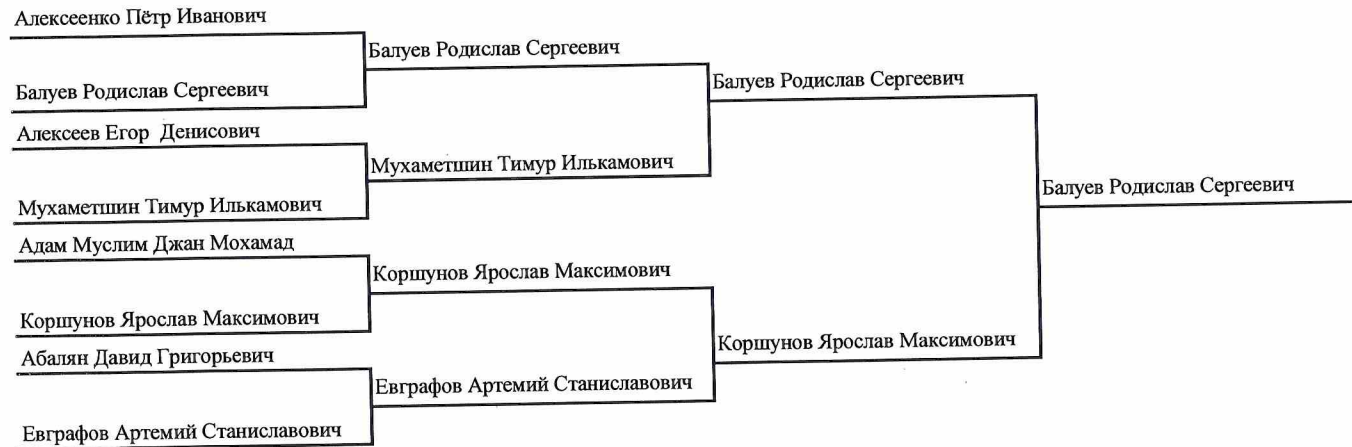 Алексеенко Пётр Иванович
Балуев Родислав Сергеевич
Алексеев Егор Денисович
Мухаметшин Тимур Илькамович
Адам Муслим Джан Мохамад
Коршунов Ярослав Максимович
Абалян Давид Григорьевич
Евграфов Артемий Станиславович
Балуев Родислав Сергеевич
Мухаметшин Тимур Илькамович
Коршунов Ярослав Максимович
Евграфов Артемий Станиславович
Балуев Родислав Сергеевич
Коршунов Ярослав Максимович
Балуев Родислав Сергеевич